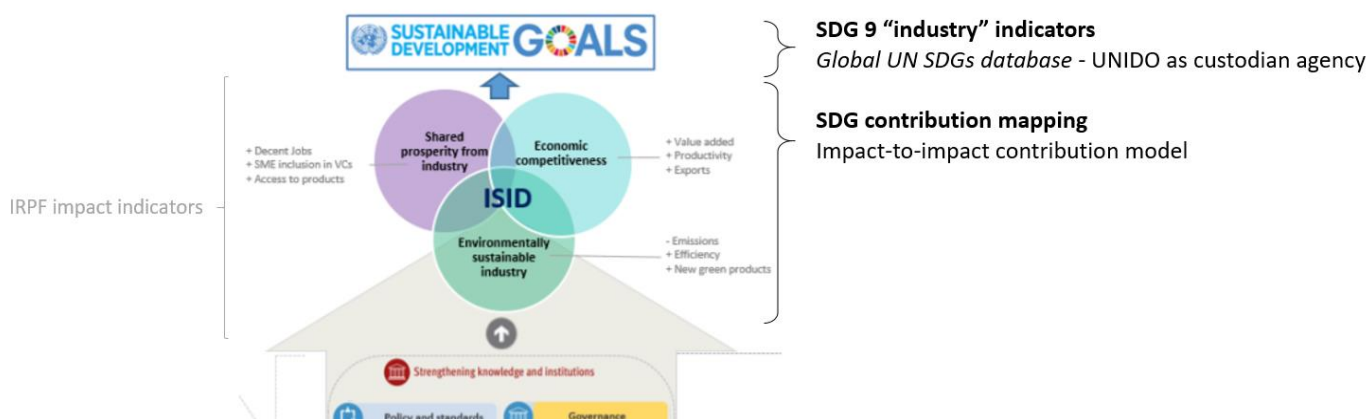 SUSTAINABLE
DEVELOPMENT
GOALS
SDG 9 “industry” indicators
Global UN SDGs database - UNIDO as custodian agency
SDG contribution mapping
Impact-to-impact contribution model
IRPF impact indicators
+ Decent Jobs
+ SME inclusion in VCs
+ Access to products
Shared
prosperity from
industry
Economic
competitiveness
+ Value added
+ Productivity
+ Exports
ISID
Environmentally
sustainable
industry
- Emissions
+ Efficiency
+ New green products
Strengthening knowledge and institutions
Policy and standards
Governance